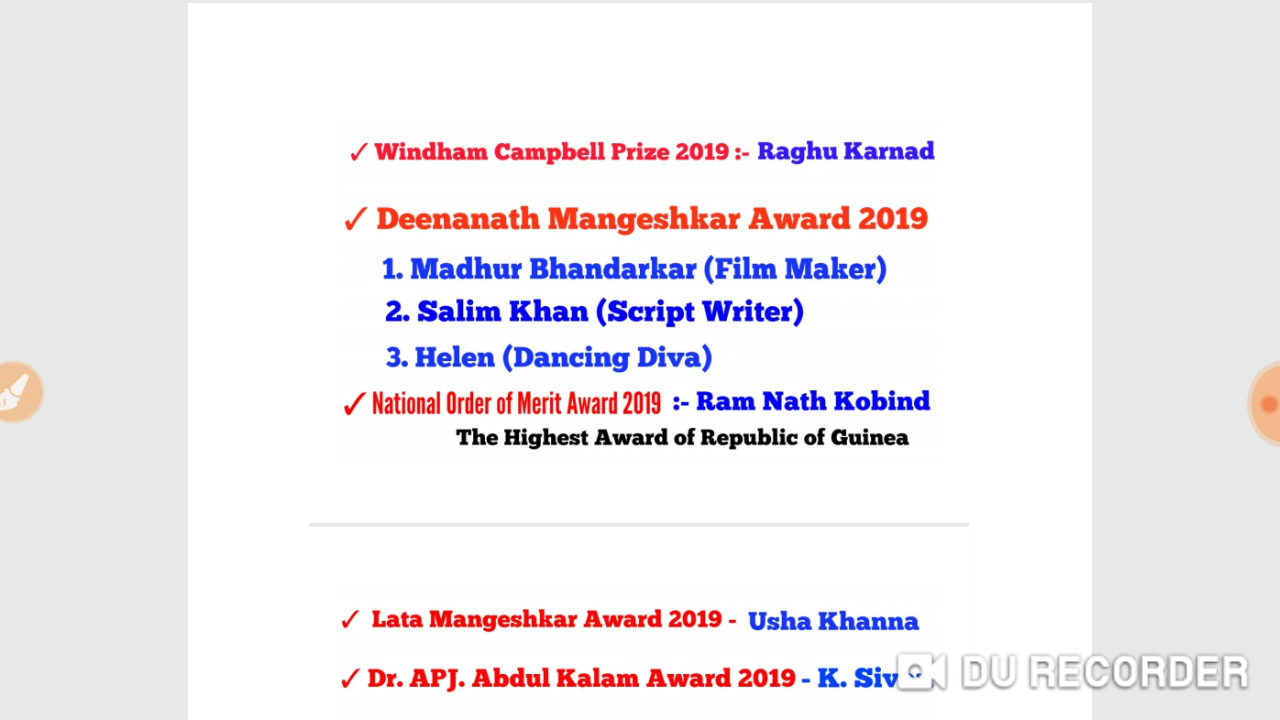 ✓ Windham Campbell Prize 2019 :- Raghu Karnad
✓ Deenanath Mangeshkar Award 2019
1. Madhur Bhandarkar (Film Maker)
2. Salim Khan (Script Writer)
3. Helen (Dancing Diva)
✓ National Order of Merit Award 2019 :- Ram Nath Kobind
The Highest Award of Republic of Guinea
✓ Lata Mangeshkar Award 2019 - Usha Khanna
✓ Dr. APJ. Abdul Kalam Award 2019 - K.
DU RECORDER